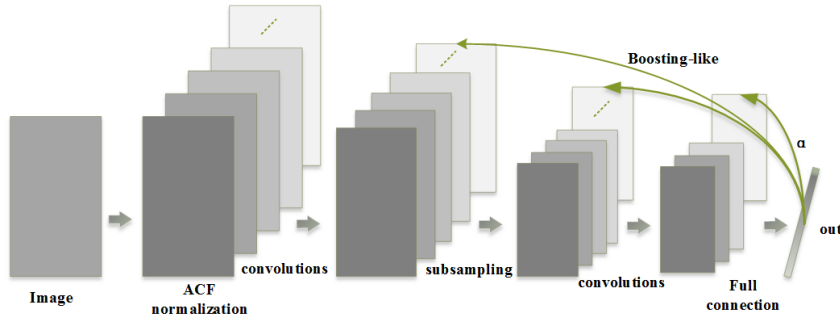 Boosting-like
α
out
convolutions
subsampling
convolutions
Image
ACF
normalization
Full
connection